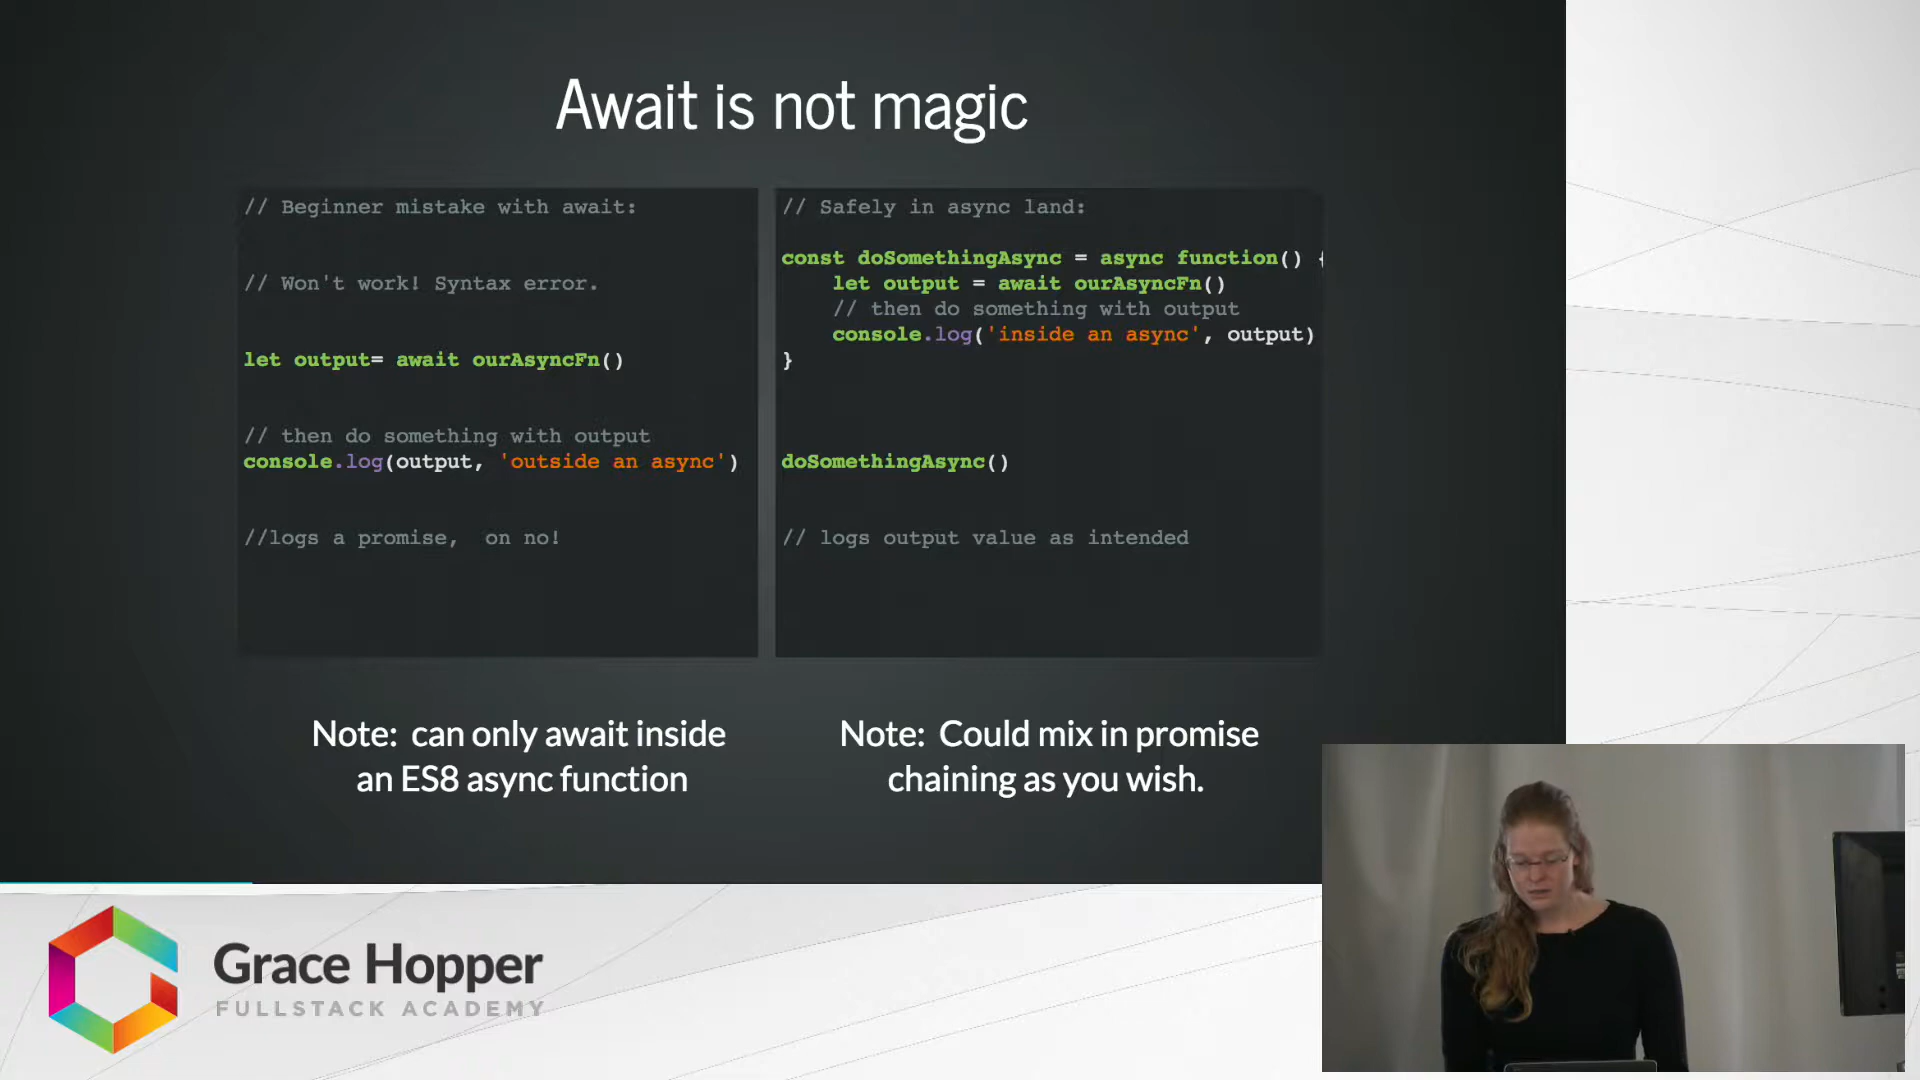 Await is not magic
// Beginner mistake with await:
// Won't work! Syntax error.
let output= await ourAsyncFn()
// then do something with output
console.log(output, 'outside an async')
//logs a promise,  on no!
// Safely in async land:
const doSomethingAsync = async function() {
    let output = await ourAsyncFn()
    // then do something with output
    console.log('inside an async', output)
}
doSomethingAsync()
// logs output value as intended
Note:  can only await inside
an ES8 async function
Note:  Could mix in promise
chaining as you wish.
Grace Hopper
FULLSTACK ACADEMY